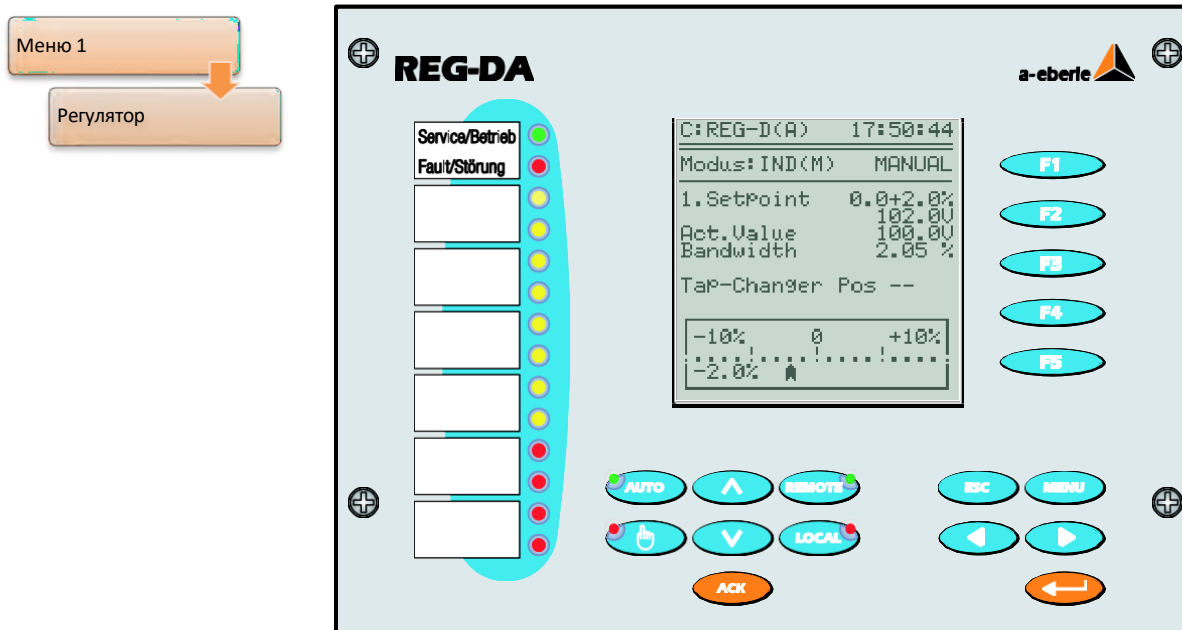 Меню 1
Регулятор
REG-DA
a-eberle
Service/Betrieb
Fault/Störung
C:REG-D(A) 17:50:44
Modus:IND(M) MANUAL
1.Setpoint 0.0+2.0%
102.0V
Act.Value 100.0V
Bandwidth 2.05 %
Tap-Changer Pos --
-10% 0 +10%
-2.0%
F1
F2
F3
F4
F5
AUTO
REMOTE
ESC
MENU
LOCAL
ACK